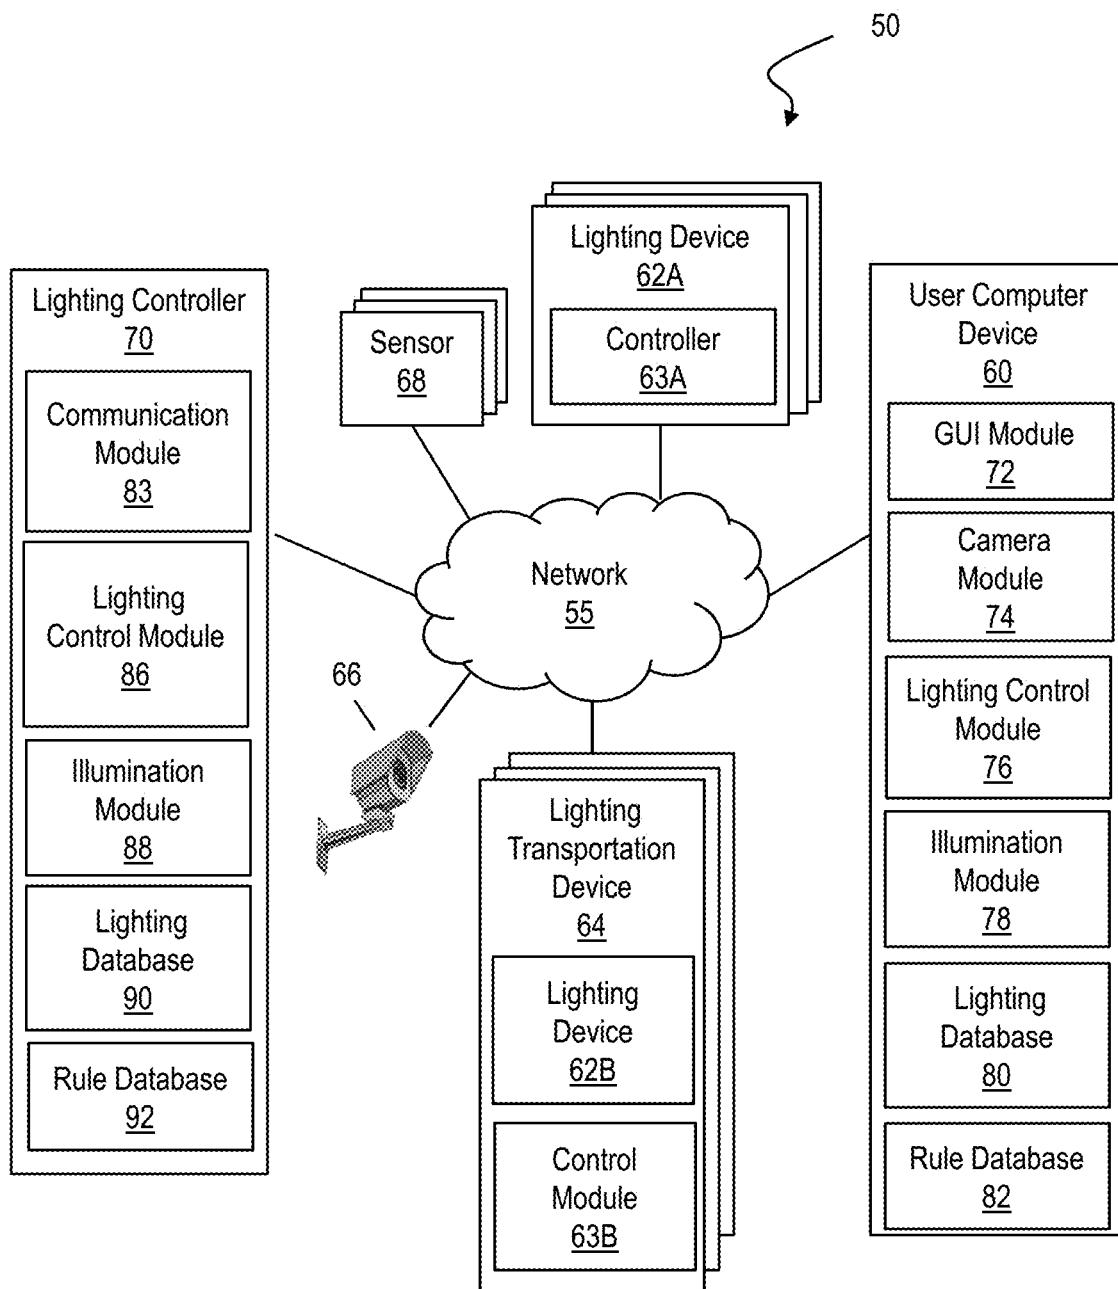 50
Lighting Controller
70
Communication
Module
83
Lighting
Control Module
86
Illumination
Module
88
Lighting
Database
90
Rule Database
92
Sensor
68
Lighting Device
62A
Controller
63A
Network
55
66
Lighting
Transportation
Device
64
Lighting
Device
62B
Control
Module
63B
User Computer
Device
60
GUI Module
72
Camera
Module
74
Lighting Control
Module
76
Illumination
Module
78
Lighting
Database
80
Rule Database
82